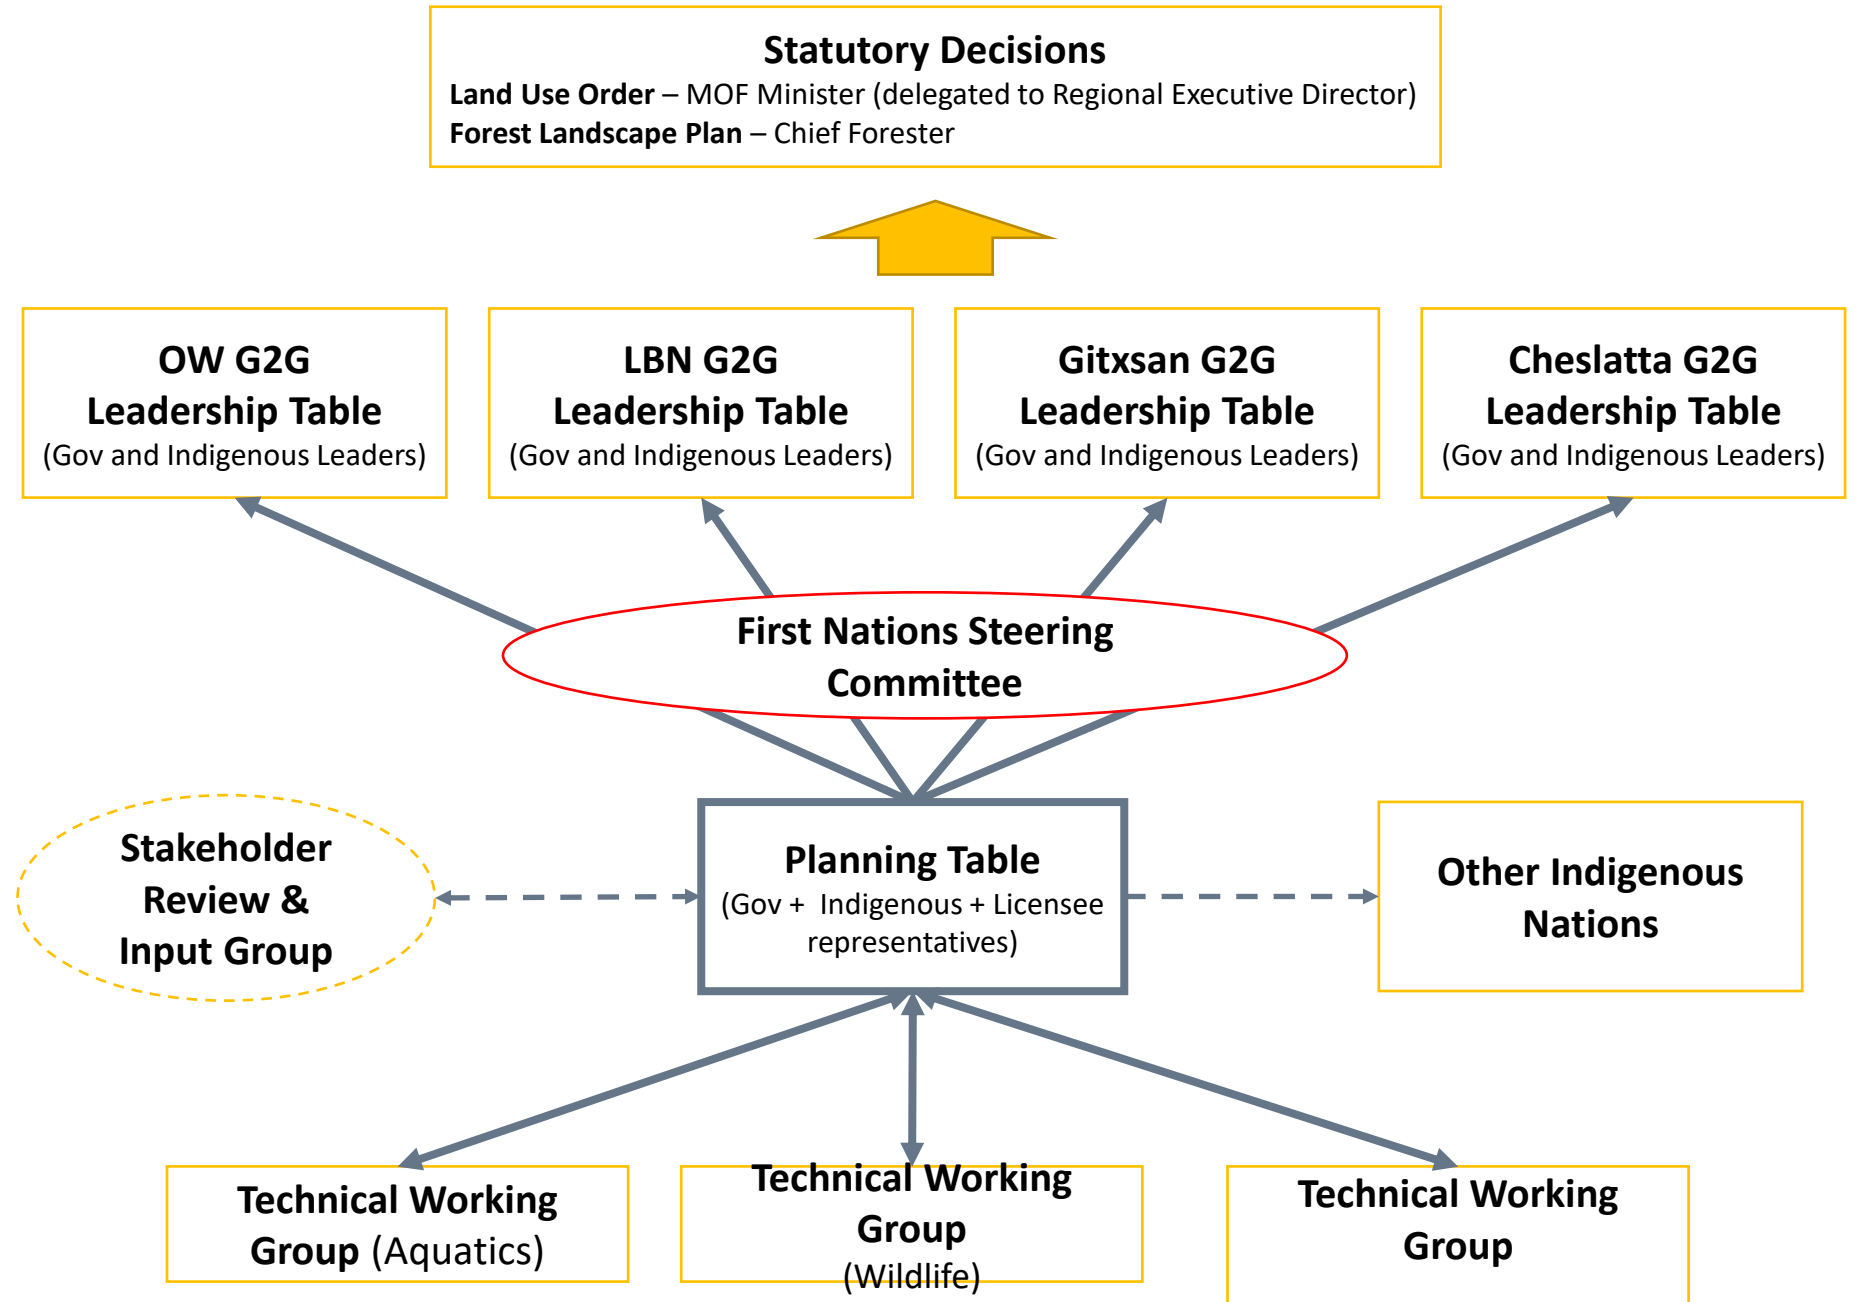 Statutory Decisions
Land Use Order – MOF Minister (delegated to Regional Executive Director)
Forest Landscape Plan – Chief Forester
OW G2G
Leadership Table
(Gov and Indigenous Leaders)
LBN G2G
Leadership Table
(Gov and Indigenous Leaders)
Gitxsan G2G
Leadership Table
(Gov and Indigenous Leaders)
Cheslatta G2G
Leadership Table
(Gov and Indigenous Leaders)
First Nations Steering
Committee
Stakeholder
Review &
Input Group
Planning Table
(Gov + Indigenous + Licensee
representatives)
Other Indigenous
Nations
Technical Working
Group (Aquatics)
Technical Working
Group
(Wildlife)
Technical Working
Group